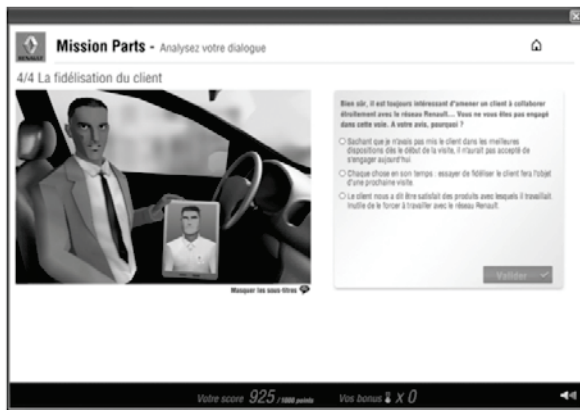 RENAULT
Mission Parts - Analysez votre dialogue
4/4 La fidélisation du client
Bien sûr, il est toujours intéressant d'amener un client à collaborer
étroitement avec le réseau Renault... Vous ne vous êtes pas engagé
dans cette voie. A votre avis, pourquoi ?
Sachant que je n'avais pas mis le client dans les meilleures
dispositions dès le début de la visite, il n'aurait pas accepté de
s'engager aujourd'hui.
Chaque chose en son temps : essayer de fidéliser le client fera l'objet
d'une prochaine visite.
Le client nous a dit être satisfait des produits avec lesquels il travaillait.
Inutile de le forcer à travailler avec le réseau Renault.
Valider
Masquer les sous-titres
Votre score 925 / 1000 points Vos bonus x 0